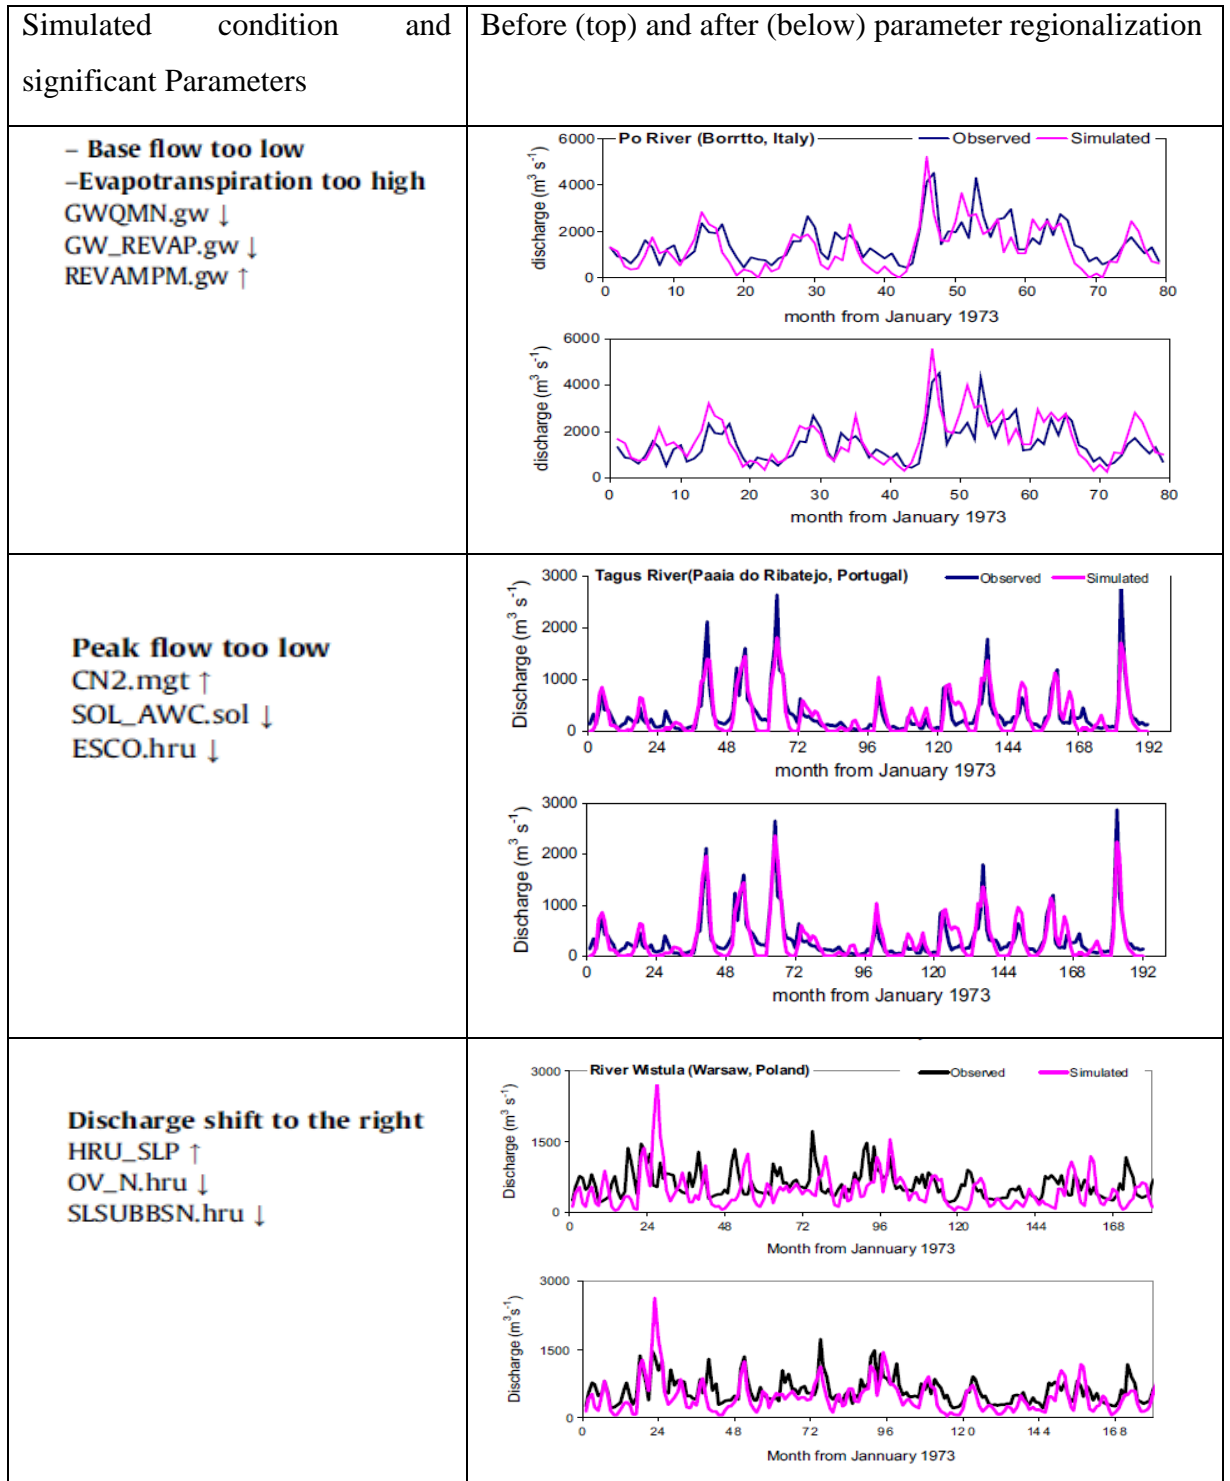 Simulated condition and
significant Parameters
Before (top) and after (below) parameter regionalization
– Base flow too low
–Evapotranspiration too high
GWQMN.gw ↓
GW_REVAP.gw ↓
REVAMPM.gw ↑
Po River (Borrtto, Italy)
Observed
Simulated
discharge (m³ s⁻¹)
6000
4000
2000
0
0 10 20 30 40 50 60 70 80
month from January 1973
discharge (m³ s⁻¹)
6000
4000
2000
0
0 10 20 30 40 50 60 70 80
month from January 1973
Peak flow too low
CN2.mgt ↑
SOL_AWC.sol ↓
ESCO.hru ↓
Tagus River(Paaia do Ribatejo, Portugal)
Observed
Simulated
Discharge (m³ s⁻¹)
3000
2000
1000
0
0 24 48 72 96 120 144 168 192
month from January 1973
Discharge (m³ s⁻¹)
3000
2000
1000
0
0 24 48 72 96 120 144 168 192
month from January 1973
Discharge shift to the right
HRU_SLP ↑
OV_N.hru ↓
SLSUBBSN.hru ↓
River Wistula (Warsaw, Poland)
Observed
Simulated
Discharge (m³s⁻¹)
3000
1500
0
0 24 48 72 96 120 144 168
Month from Jannuary 1973
Discharge (m³s⁻¹)
3000
1500
0
0 24 48 72 96 120 144 168
Month from Jannuary 1973